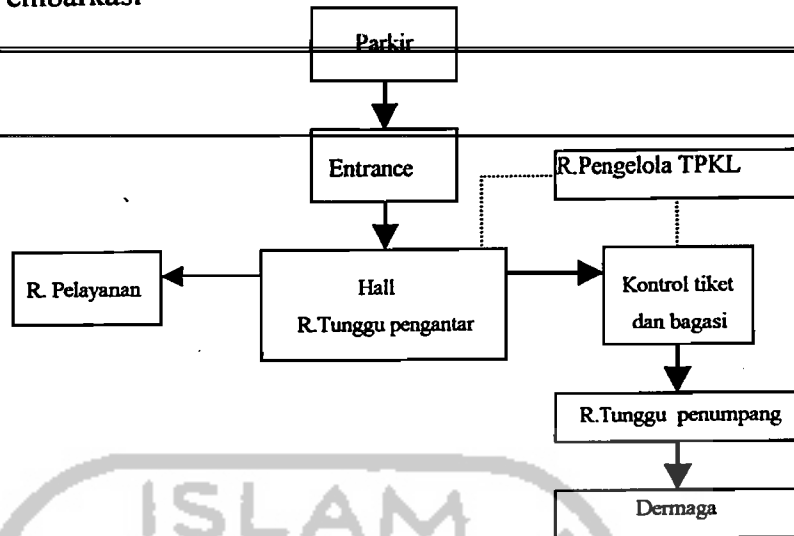 embarkasi
Parkir
Entrance
R.Pengelola TPKL
R. Pelayanan
Hall
R.Tunggu pengantar
Kontrol tiket
dan bagasi
R.Tunggu penumpang
Dermaga
ISLAM